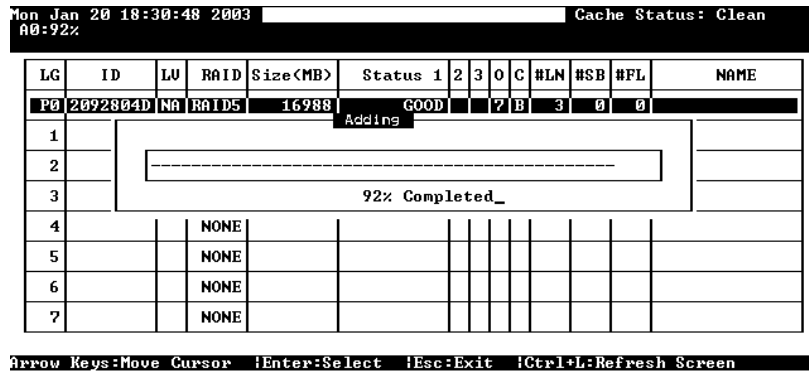 Mon Jan 20 18:30:48 2003 Cache Status: Clean
A0:92%
LG ID LV RAID Size(MB) Status 1 2 3 O C #LN #SB #FL NAME
P0 2092804D NA RAID5 16988 GOOD 7 B 3 0 0
Adding
1
2
3 92% Completed_
4 NONE
5 NONE
6 NONE
7 NONE
Arrow Keys:Move Cursor |Enter:Select |Esc:Exit |Ctrl+L:Refresh Screen